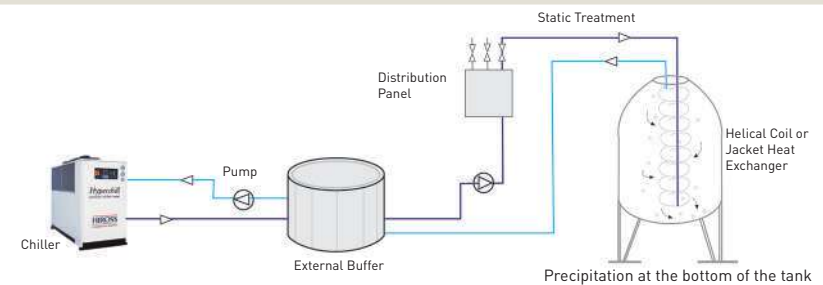 Static Treatment
Distribution
Panel
Helical Coil or
Jacket Heat
Exchanger
Pump
Hyperchill
HIROSS
Chiller
External Buffer
Precipitation at the bottom of the tank